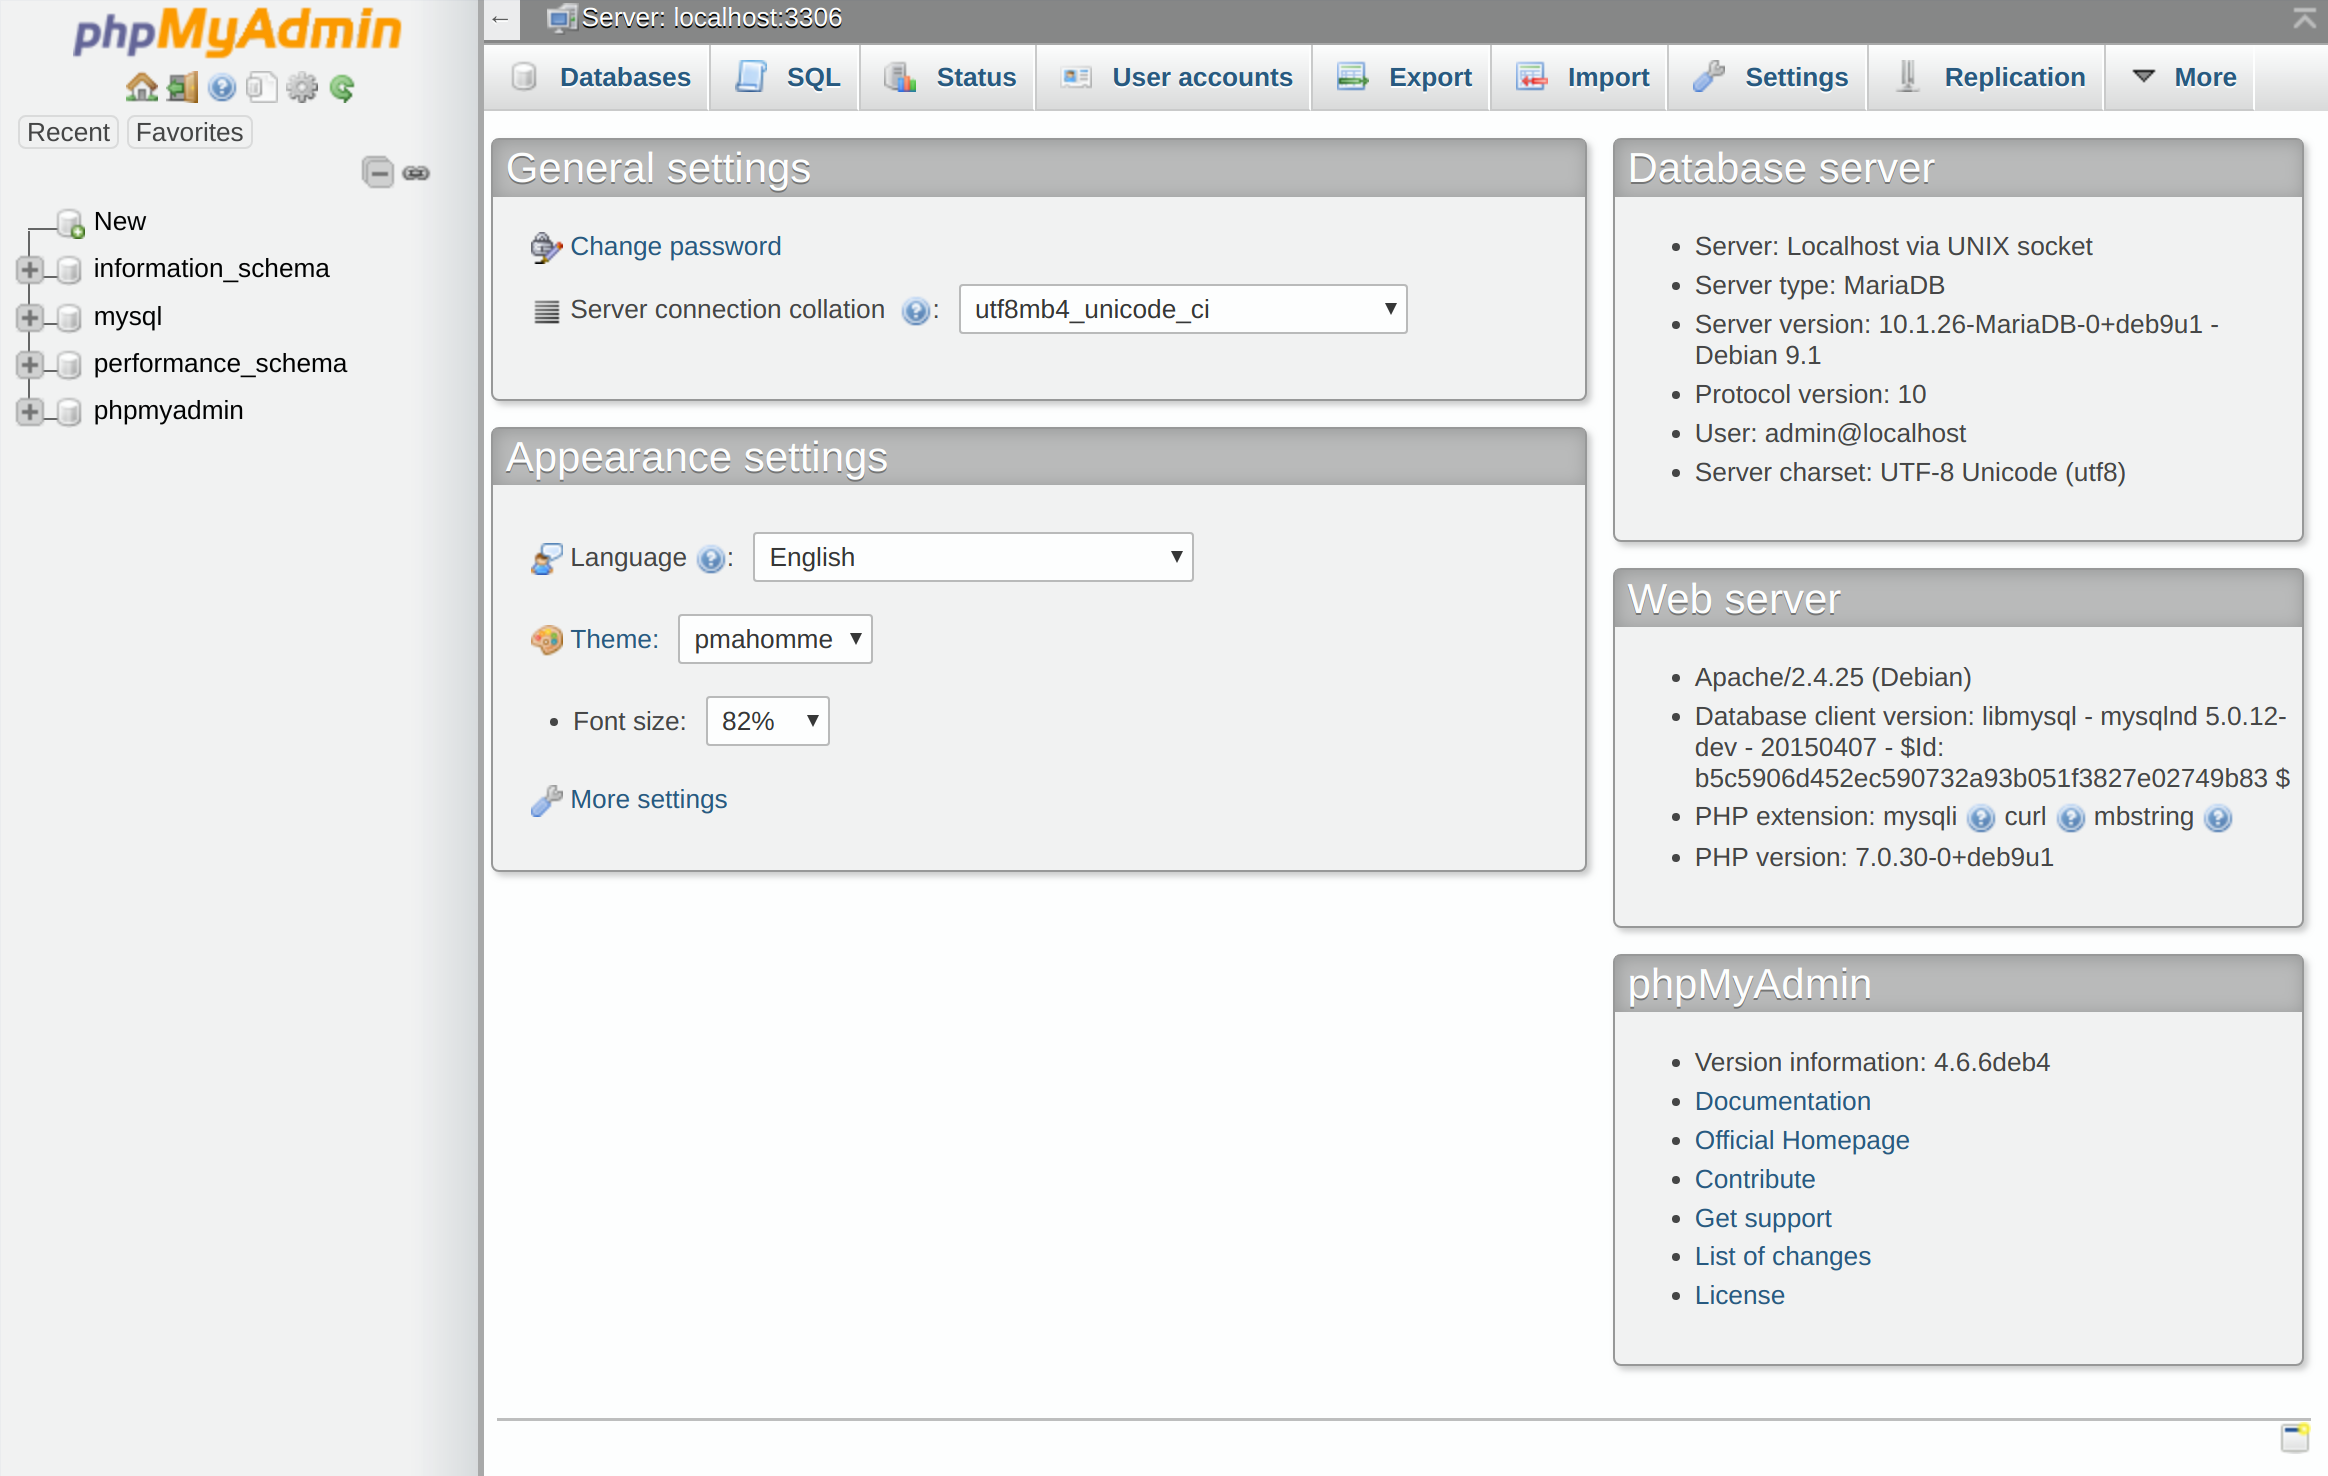 phpMyAdmin
Recent Favorites
New
information_schema
mysql
performance_schema
phpmyadmin
← Server: localhost:3306
Databases SQL Status User accounts Export Import Settings Replication More
General settings
Change password
Server connection collation : utf8mb4_unicode_ci
Appearance settings
Language : English
Theme: pmahomme
• Font size: 82%
More settings
Database server
• Server: Localhost via UNIX socket
• Server type: MariaDB
• Server version: 10.1.26-MariaDB-0+deb9u1 -
Debian 9.1
• Protocol version: 10
• User: admin@localhost
• Server charset: UTF-8 Unicode (utf8)
Web server
• Apache/2.4.25 (Debian)
• Database client version: libmysql - mysqlnd 5.0.12-
dev - 20150407 - $Id:
b5c5906d452ec590732a93b051f3827e02749b83 $
• PHP extension: mysqli curl mbstring
• PHP version: 7.0.30-0+deb9u1
phpMyAdmin
• Version information: 4.6.6deb4
• Documentation
• Official Homepage
• Contribute
• Get support
• List of changes
• License